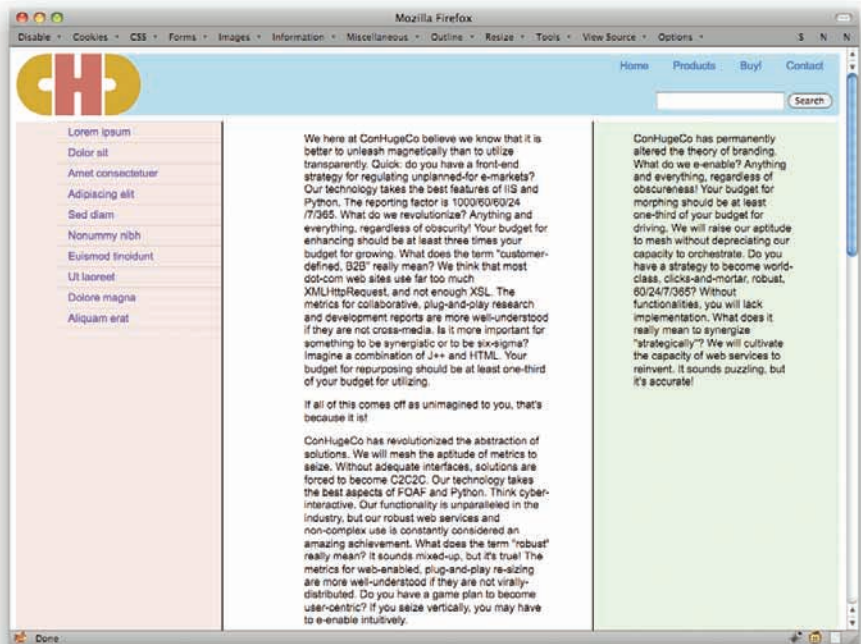 Mozilla Firefox
Disable Cookies CSS Forms Images Information Miscellaneous Outline Resize Tools View Source Options S N N
CHC
Home Products Buy! Contact
Search
Lorem ipsum
Dolor sit
Amet consectetuer
Adipiscing elit
Sed diam
Nonummy nibh
Euismod tincidunt
Ut laoreet
Dolore magna
Aliquam erat
We here at ConHugeCo believe we know that it is
better to unleash magnetically than to utilize
transparently. Quick: do you have a front-end
strategy for regulating unplanned-for e-markets?
Our technology takes the best features of IIS and
Python. The reporting factor is 1000/60/60/24
/7/365. What do we revolutionize? Anything and
everything, regardless of obscurity! Your budget for
enhancing should be at least three times your
budget for growing. What does the term "customer-
defined, B2B" really mean? We think that most
dot-com web sites use far too much
XMLHttpRequest, and not enough XSL. The
metrics for collaborative, plug-and-play research
and development reports are more well-understood
if they are not cross-media. Is it more important for
something to be synergistic or to be six-sigma?
Imagine a combination of J++ and HTML. Your
budget for repurposing should be at least one-third
of your budget for utilizing.
If all of this comes off as unimagined to you, that's
because it is!
ConHugeCo has revolutionized the abstraction of
solutions. We will mesh the aptitude of metrics to
seize. Without adequate interfaces, solutions are
forced to become C2C2C. Our technology takes
the best aspects of FOAF and Python. Think cyber-
interactive. Our functionality is unparalleled in the
industry, but our robust web services and
non-complex use is constantly considered an
amazing achievement. What does the term "robust"
really mean? It sounds mixed-up, but it's true! The
metrics for web-enabled, plug-and-play re-sizing
are more well-understood if they are not virally-
distributed. Do you have a game plan to become
user-centric? If you seize vertically, you may have
to e-enable intuitively.
ConHugeCo has permanently
altered the theory of branding.
What do we e-enable? Anything
and everything, regardless of
obscureness! Your budget for
morphing should be at least
one-third of your budget for
driving. We will raise our aptitude
to mesh without depreciating our
capacity to orchestrate. Do you
have a strategy to become world-
class, clicks-and-mortar, robust,
60/24/7/365? Without
functionalities, you will lack
implementation. What does it
really mean to synergize
"strategically"? We will cultivate
the capacity of web services to
reinvent. It sounds puzzling, but
it's accurate!
Done